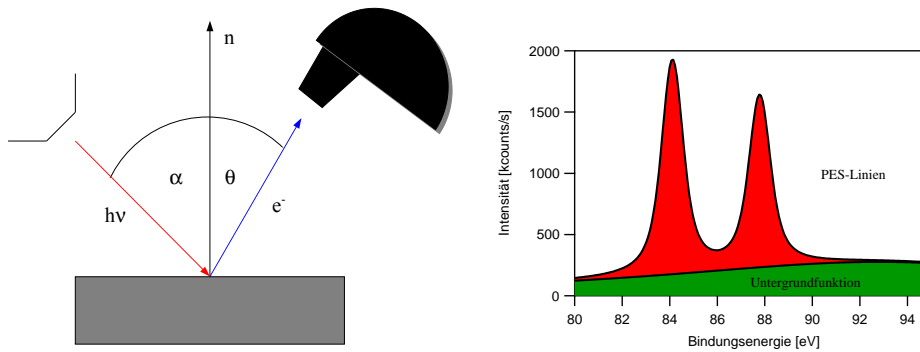 n
α
θ
hν
e-
2000
1500
1000
500
0
Intensität [kcounts/s]
PES-Linien
Untergrundfunktion
80 82 84 86 88 90 92 94
Bindungsenergie [eV]